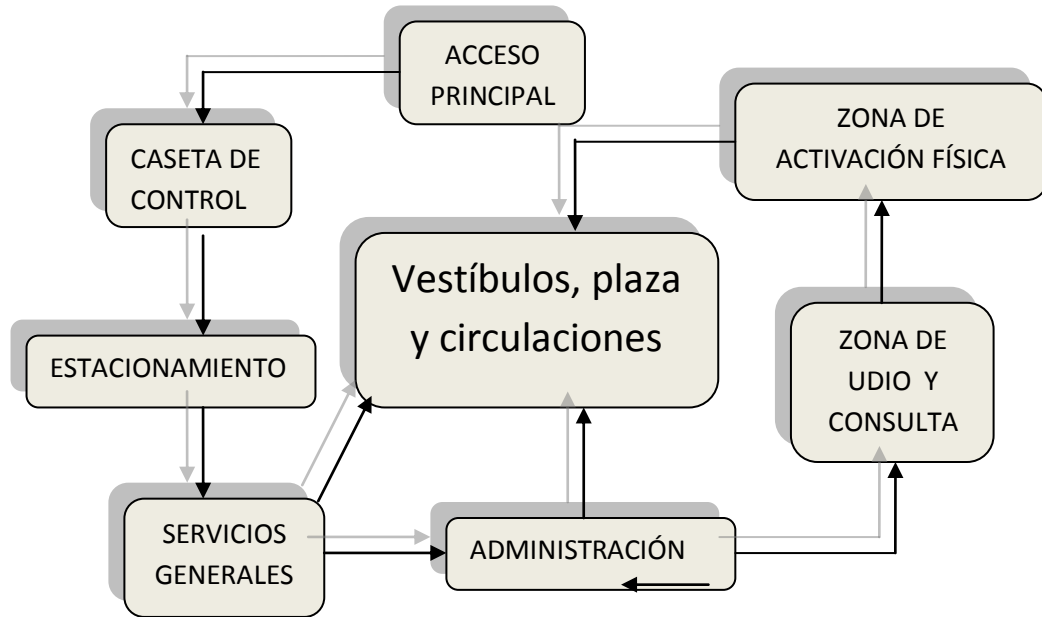 ACCESO
PRINCIPAL
CASETA DE
CONTROL
ESTACIONAMIENTO
SERVICIOS
GENERALES
Vestíbulos, plaza
y circulaciones
ADMINISTRACIÓN
ZONA DE
UDIO Y
CONSULTA
ZONA DE
ACTIVACIÓN FÍSICA